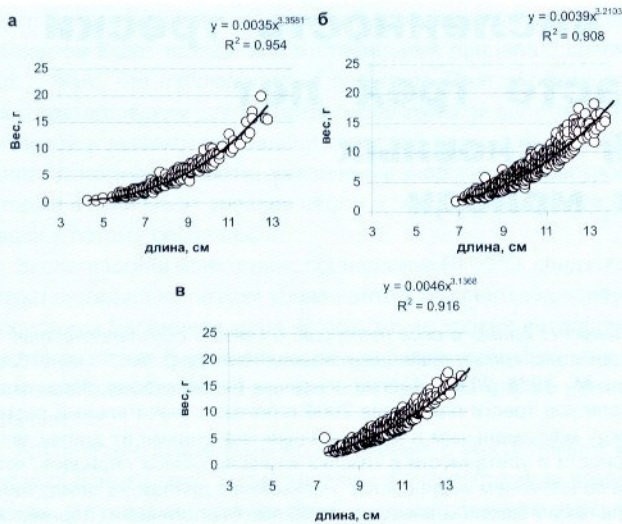 а
y = 0.0035x^3.3581
R² = 0.954
Вес, г
25
20
15
10
5
0
3 5 7 9 11 13
длина, см
б
y = 0.0039x^3.2103
R² = 0.908
Вес, г
25
20
15
10
5
0
3 5 7 9 11 13
длина, см
в
y = 0.0046x^3.1368
R² = 0.916
вес, г
25
20
15
10
5
0
3 5 7 9 11 13
длина, см